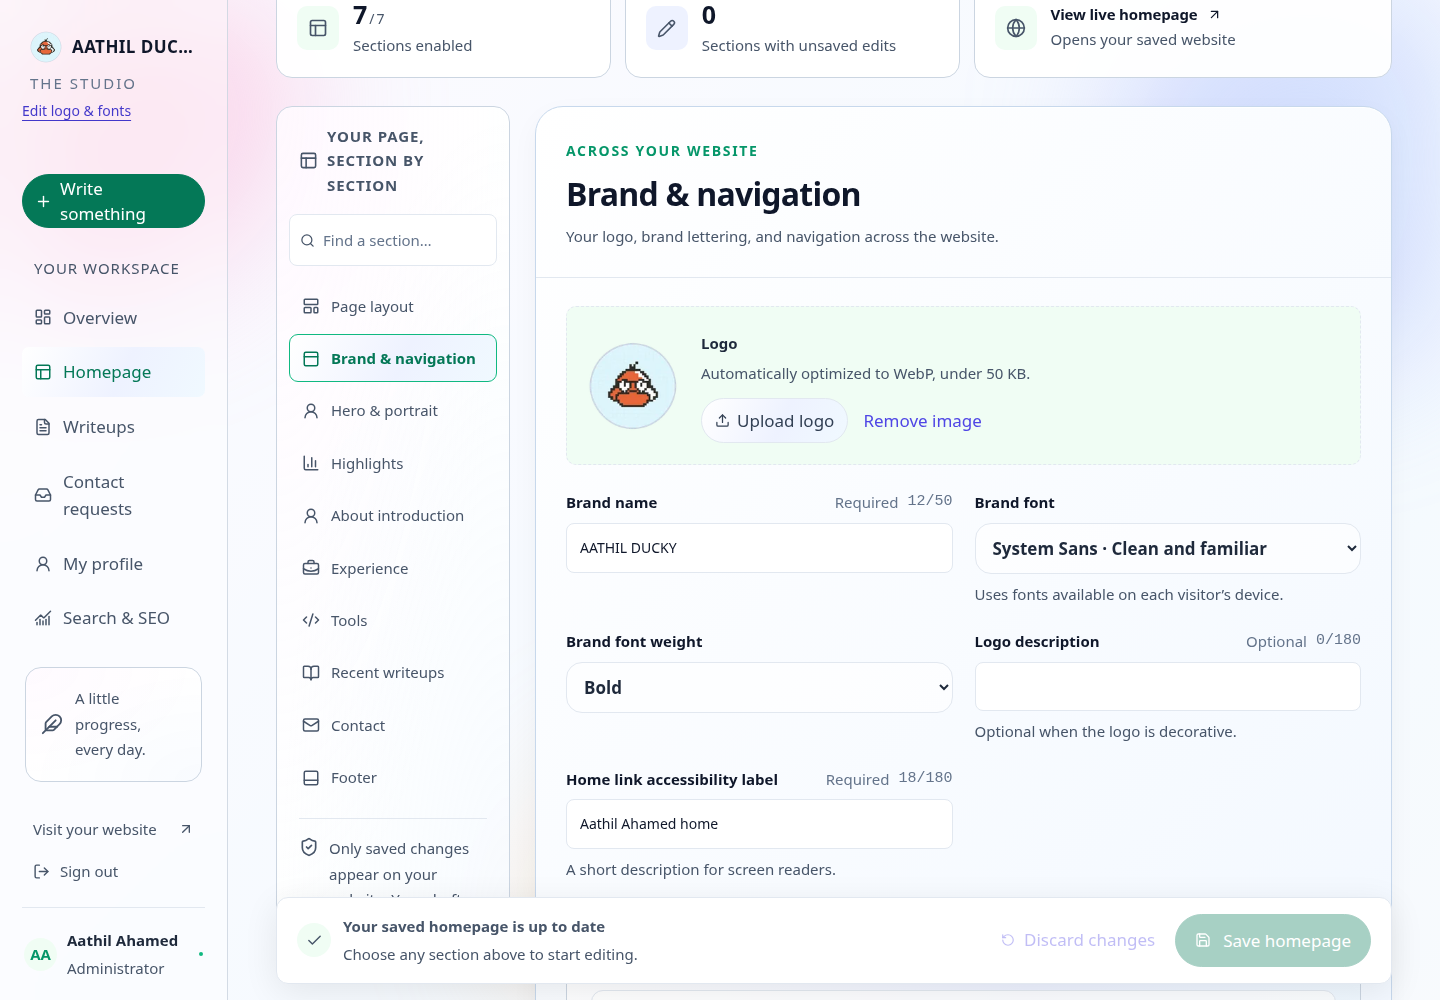 AATHIL DUC...
THE STUDIO
Edit logo & fonts
Write
something
YOUR WORKSPACE
Overview
Homepage
Writeups
Contact
requests
My profile
Search & SEO
A little
progress,
every day.
Visit your website
Sign out
AA
Aathil Ahamed
Administrator
7 / 7
Sections enabled
0
Sections with unsaved edits
View live homepage
Opens your saved website
YOUR PAGE,
SECTION BY
SECTION
Find a section...
Page layout
Brand & navigation
Hero & portrait
Highlights
About introduction
Experience
Tools
Recent writeups
Contact
Footer
Only saved changes
appear on your
ACROSS YOUR WEBSITE
Brand & navigation
Your logo, brand lettering, and navigation across the website.
Logo
Automatically optimized to WebP, under 50 KB.
Upload logo
Remove image
Brand name Required 12/50
AATHIL DUCKY
Brand font
System Sans · Clean and familiar
Uses fonts available on each visitor’s device.
Brand font weight
Bold
Logo description Optional 0/180
Optional when the logo is decorative.
Home link accessibility label Required 18/180
Aathil Ahamed home
A short description for screen readers.
Your saved homepage is up to date
Choose any section above to start editing.
Discard changes
Save homepage